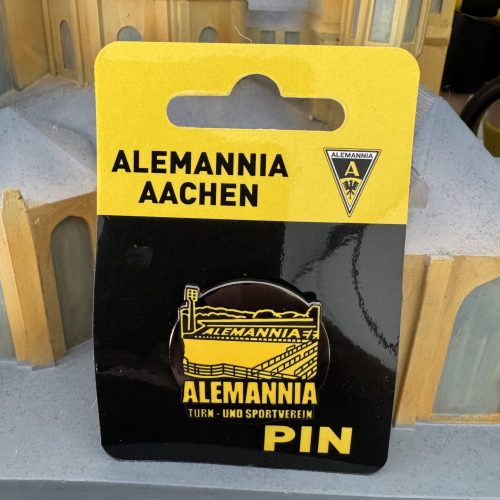 ALEMANNIA
AACHEN
ALEMANNIA
A
ALEMANNIA
ALEMANNIA
TURN - UND SPORTVEREIN
PIN